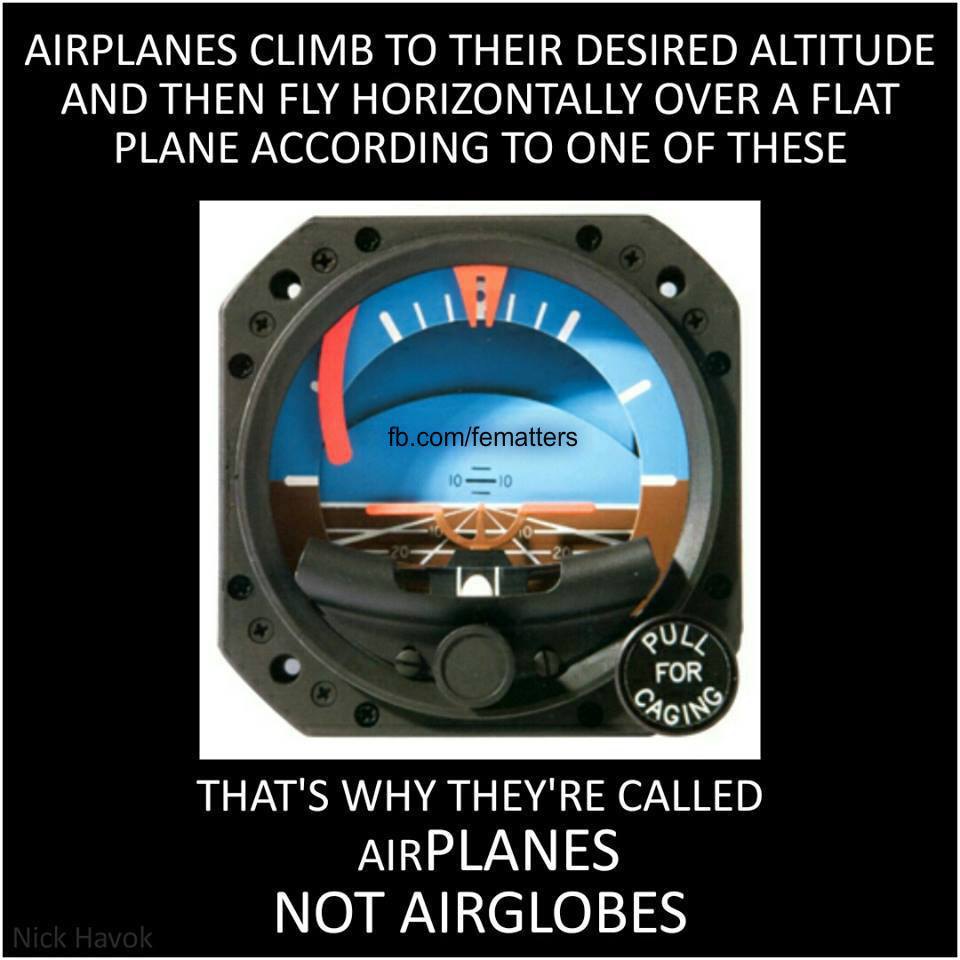 AIRPLANES CLIMB TO THEIR DESIRED ALTITUDE
AND THEN FLY HORIZONTALLY OVER A FLAT
PLANE ACCORDING TO ONE OF THESE
fb.com/fematters
10 10
10 10
20 20
PULL
FOR
CAGING
THAT'S WHY THEY'RE CALLED
AIRPLANES
NOT AIRGLOBES
Nick Havok